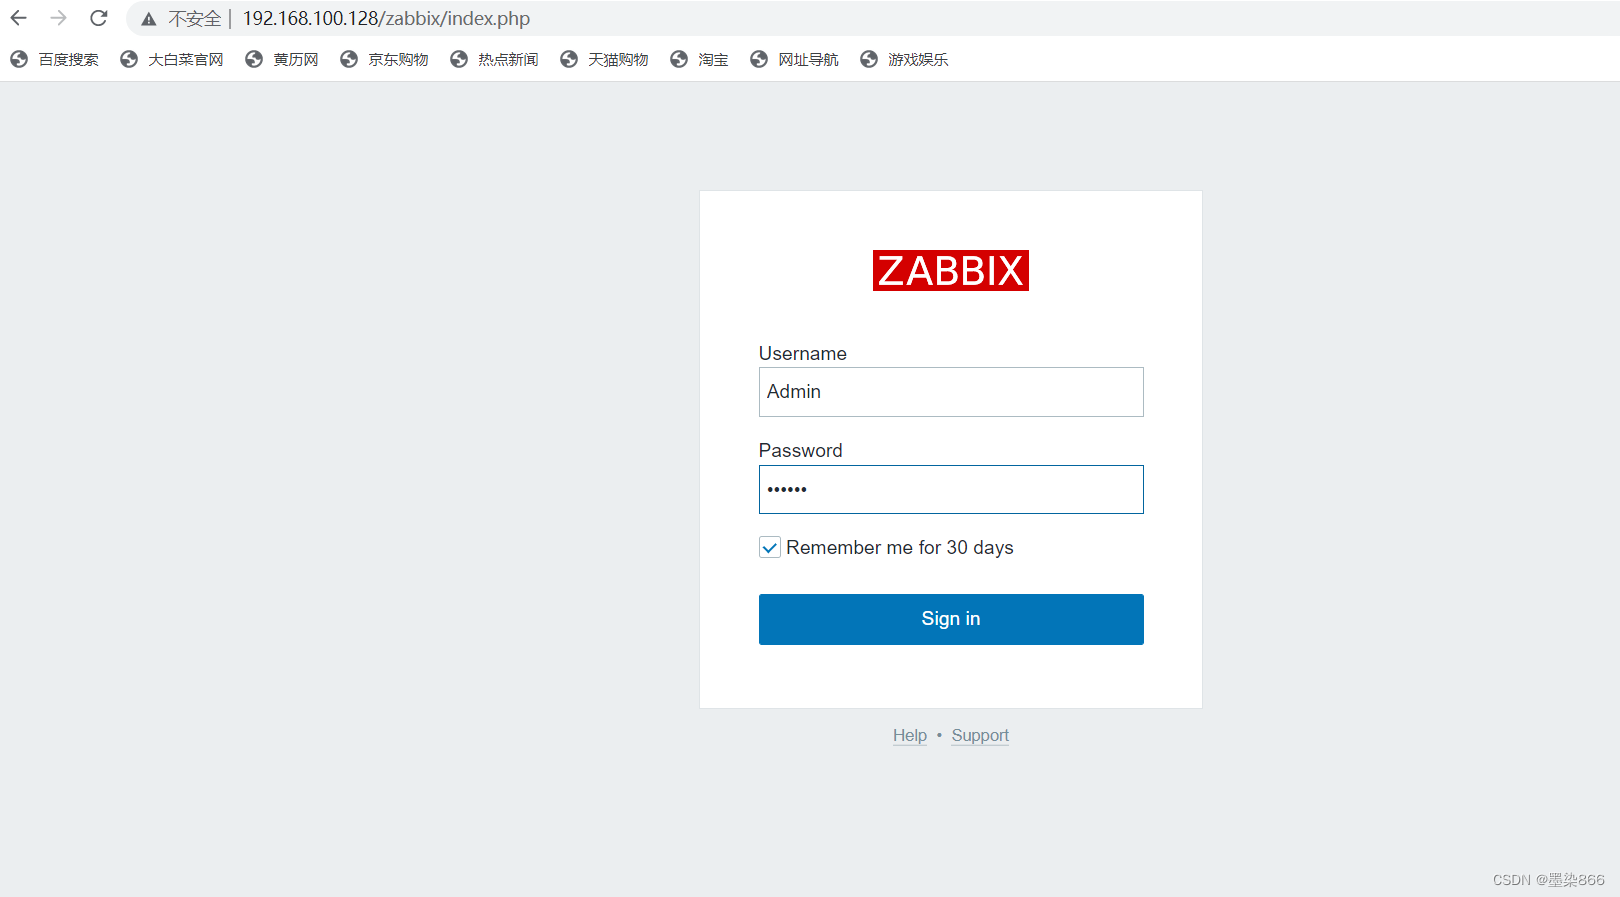 不安全 | 192.168.100.128/zabbix/index.php
百度搜索 大白菜官网 黄历网 京东购物 热点新闻 天猫购物 淘宝 网址导航 游戏娱乐
ZABBIX
Username
Admin
Password
••••••
Remember me for 30 days
Sign in
Help • Support
CSDN @墨染866